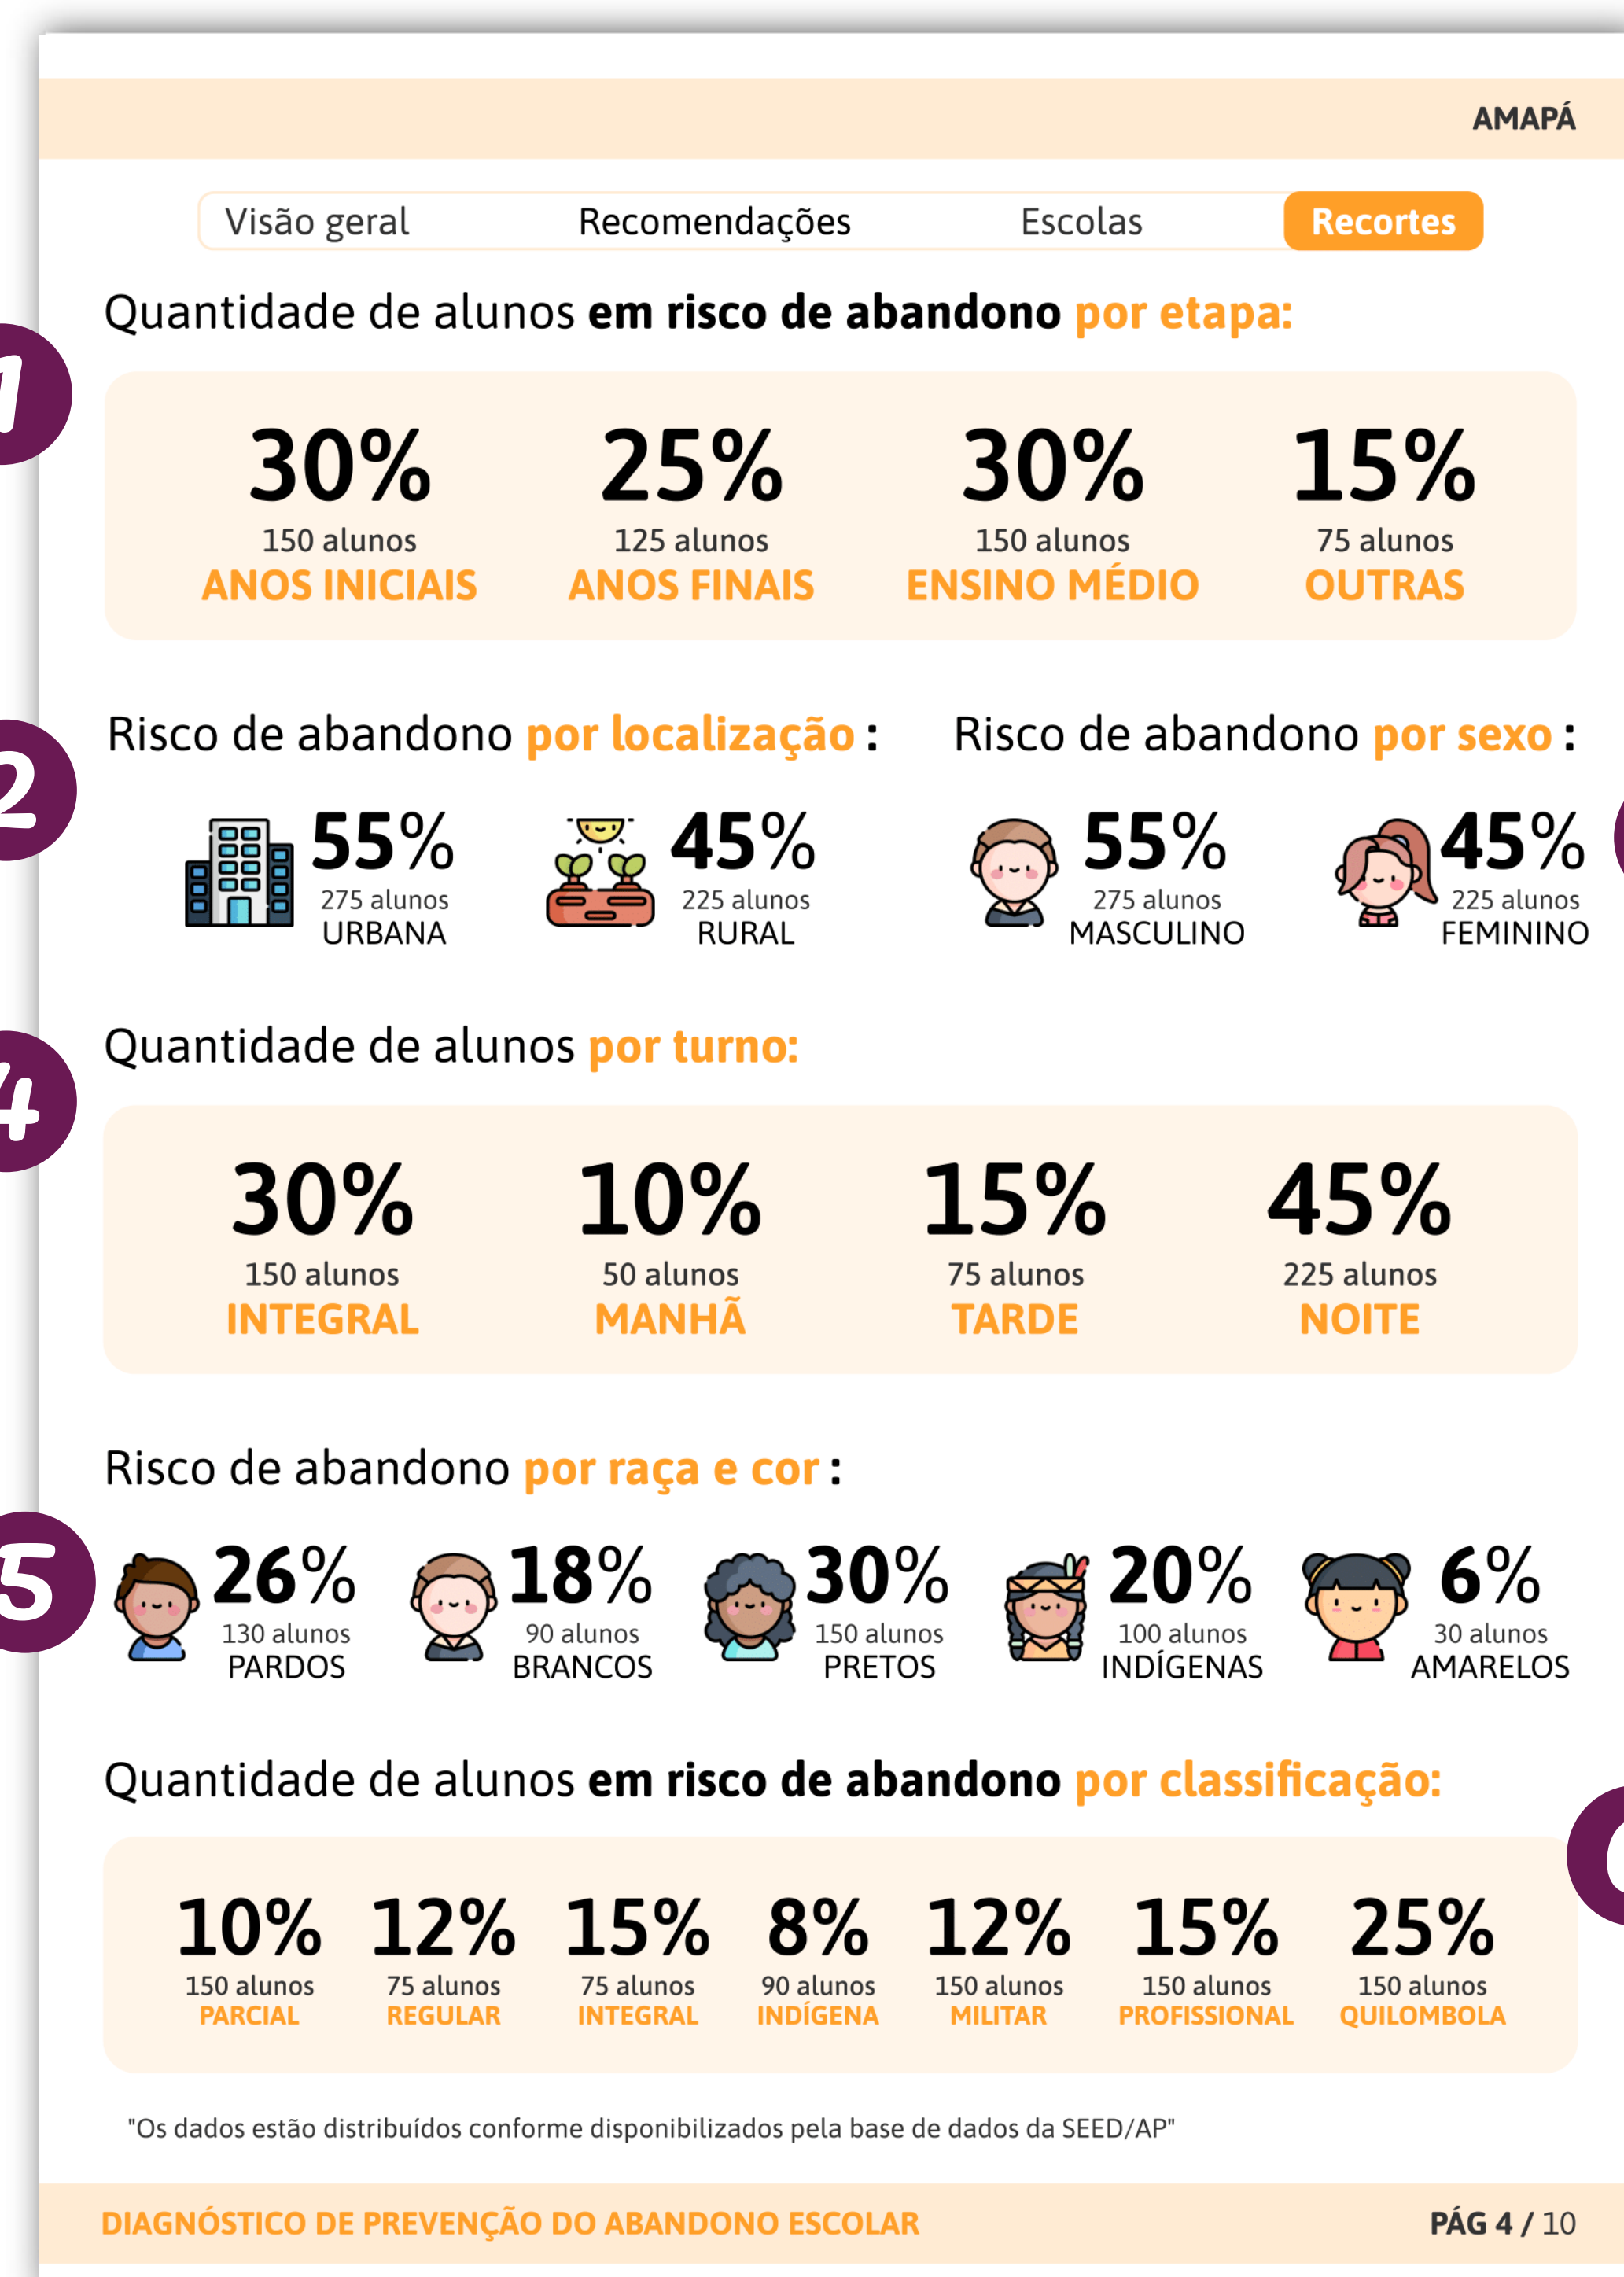 AMAPÁ
Visão geral Recomendações Escolas Recortes
Quantidade de alunos em risco de abandono por etapa:
1
30% 25% 30% 15%
150 alunos 125 alunos 150 alunos 75 alunos
ANOS INICIAIS ANOS FINAIS ENSINO MÉDIO OUTRAS
2
Risco de abandono por localização : Risco de abandono por sexo :
55% 45% 55% 45%
275 alunos 225 alunos 275 alunos 225 alunos
URBANA RURAL MASCULINO FEMININO
4
Quantidade de alunos por turno:
30% 10% 15% 45%
150 alunos 50 alunos 75 alunos 225 alunos
INTEGRAL MANHÃ TARDE NOITE
Risco de abandono por raça e cor :
5
26% 18% 30% 20% 6%
130 alunos 90 alunos 150 alunos 100 alunos 30 alunos
PARDOS BRANCOS PRETOS INDÍGENAS AMARELOS
Quantidade de alunos em risco de abandono por classificação:
10% 12% 15% 8% 12% 15% 25%
150 alunos 75 alunos 75 alunos 90 alunos 150 alunos 150 alunos 150 alunos
PARCIAL REGULAR INTEGRAL INDÍGENA MILITAR PROFISSIONAL QUILOMBOLA
"Os dados estão distribuídos conforme disponibilizados pela base de dados da SEED/AP"
DIAGNÓSTICO DE PREVENÇÃO DO ABANDONO ESCOLAR PÁG 4 / 10